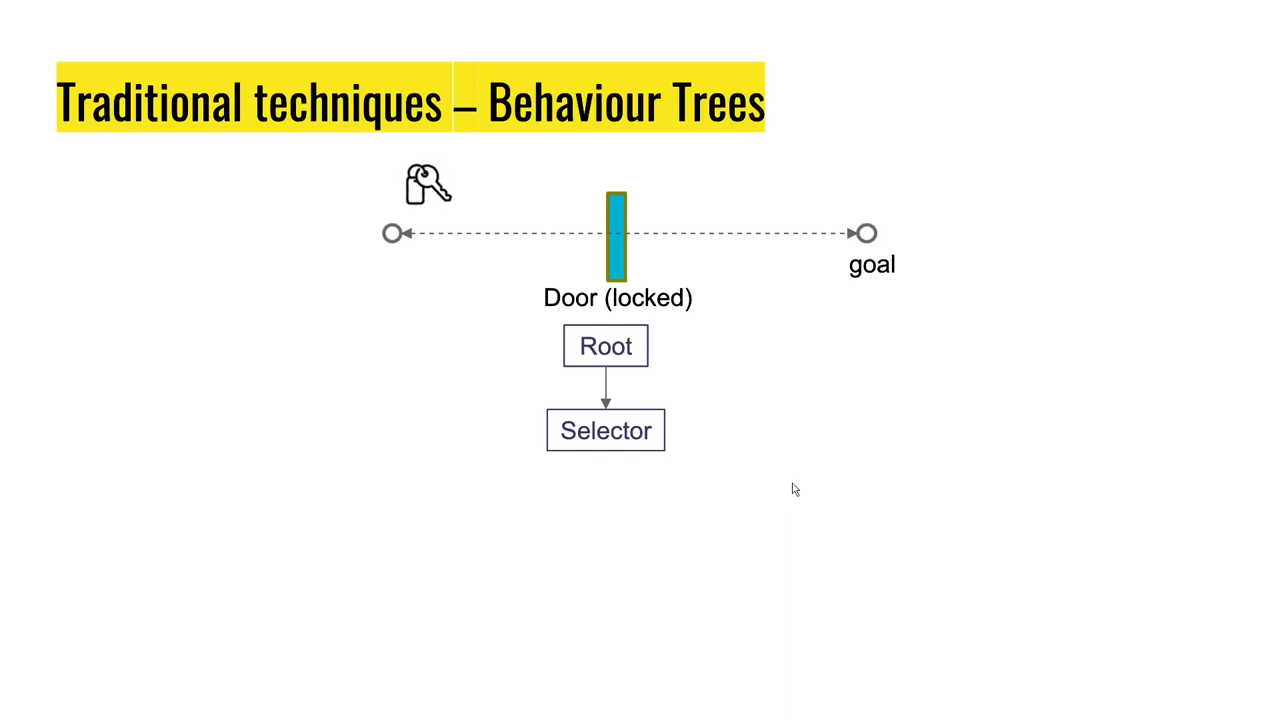 Traditional techniques – Behaviour Trees
goal
Door (locked)
Root
Selector